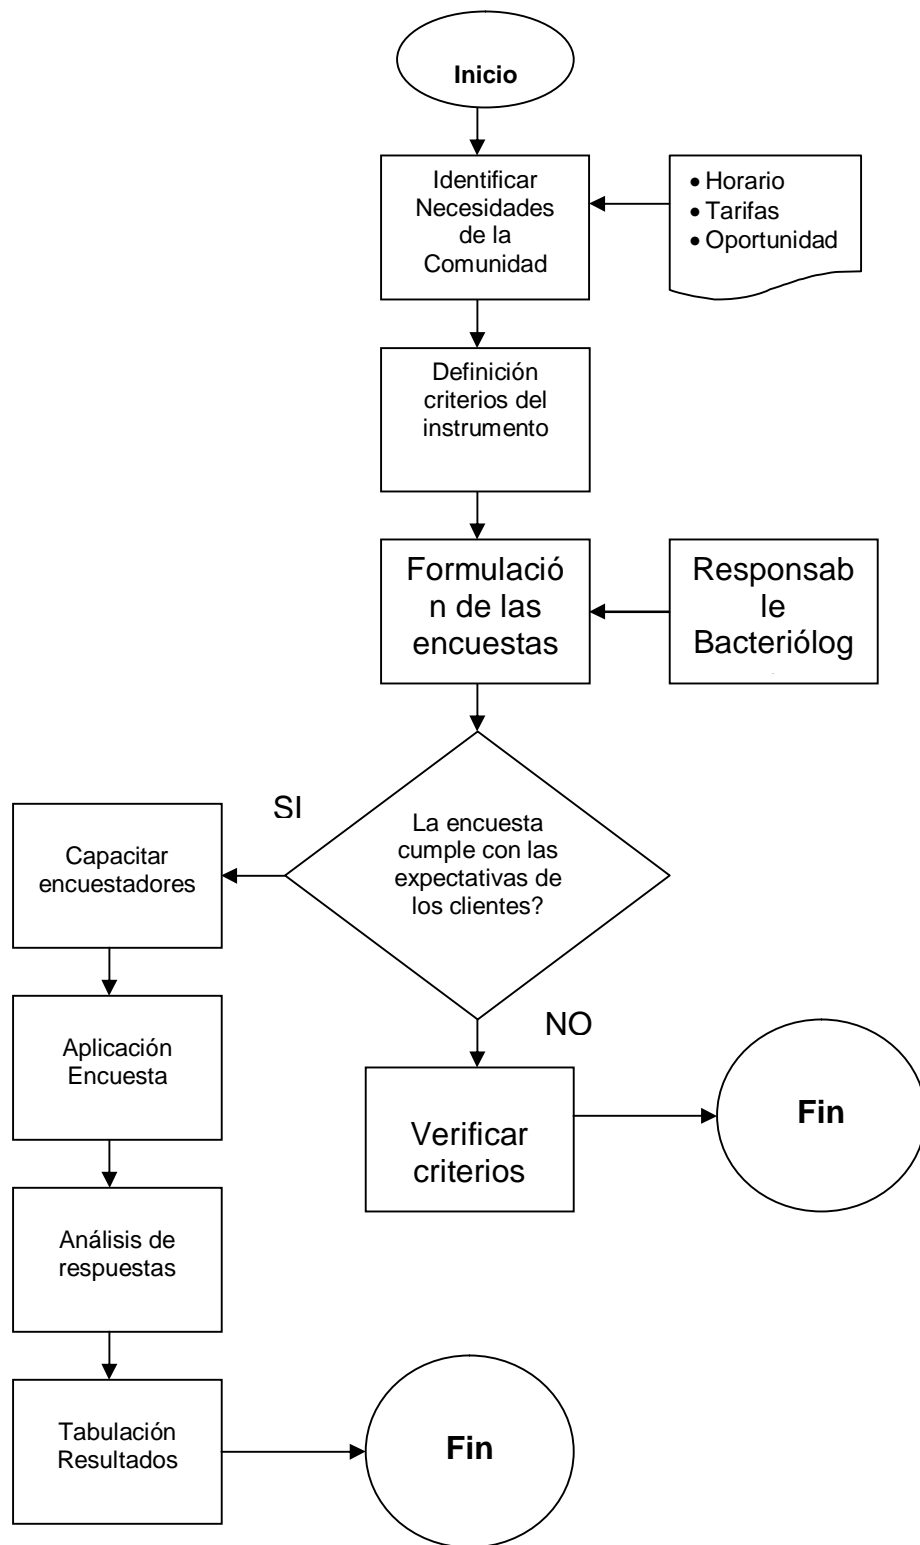 Inicio
Identificar
Necesidades
de la
Comunidad
• Horario
• Tarifas
• Oportunidad
Definición
criterios del
instrumento
Formulació
n de las
encuestas
Responsab
le
Bacteriólog
SI
La encuesta
cumple con las
expectativas de
los clientes?
Capacitar
encuestadores
NO
Aplicación
Encuesta
Verificar
criterios
Fin
Análisis de
respuestas
Tabulación
Resultados
Fin